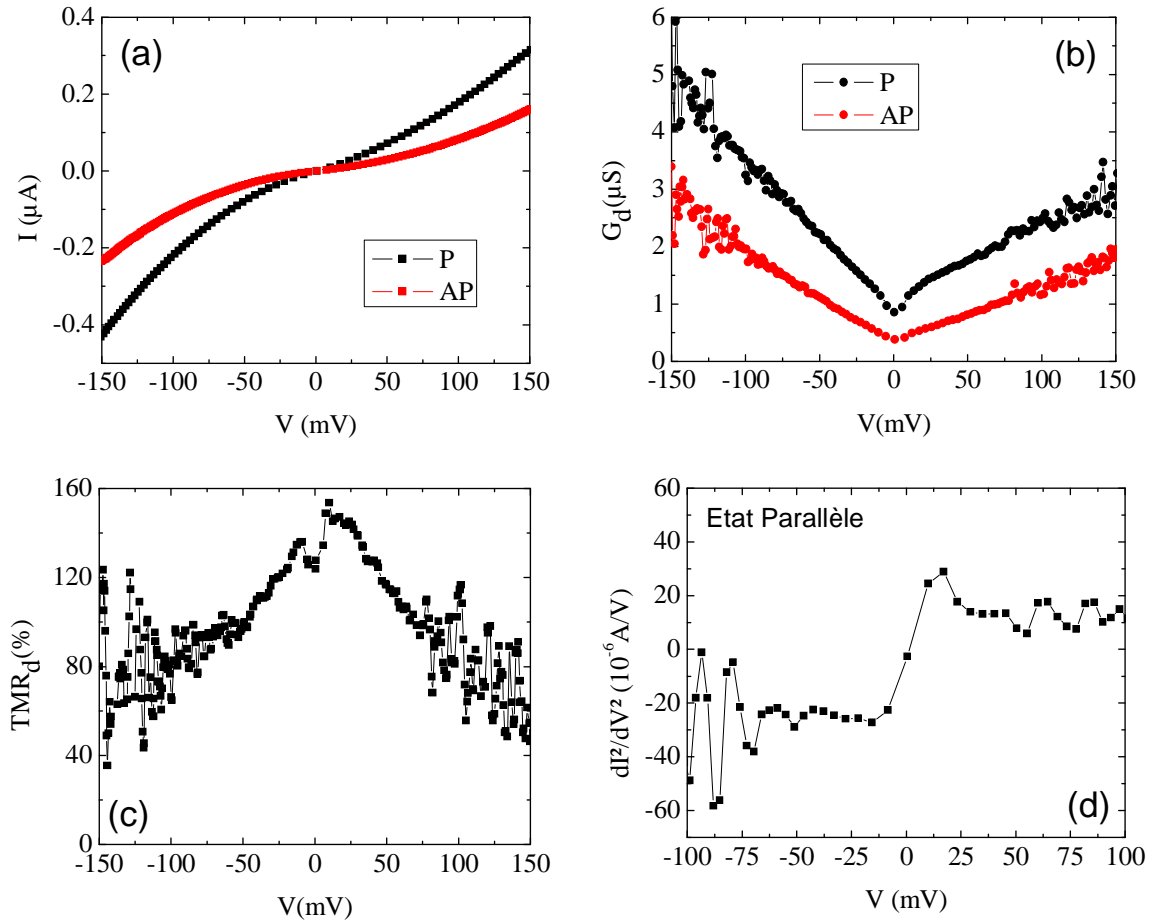 (a)
I (µA)
0.4
0.2
0.0
-0.2
-0.4
P
AP
-150 -100 -50 0 50 100 150
V (mV)
(b)
G_d(µS)
6
5
4
3
2
1
0
P
AP
-150 -100 -50 0 50 100 150
V(mV)
(c)
TMR_d(%)
160
120
80
40
0
-150 -100 -50 0 50 100 150
V(mV)
Etat Parallèle
(d)
dI²/dV² (10⁻⁶A/V)
60
40
20
0
-20
-40
-60
-100 -75 -50 -25 0 25 50 75 100
V (mV)